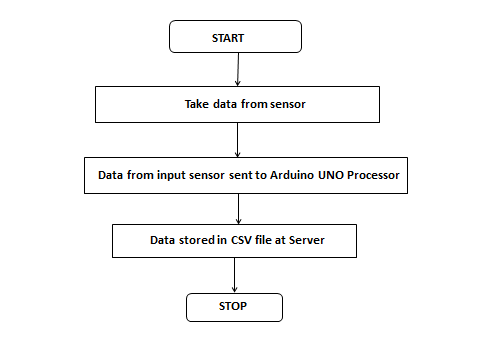 START
Take data from sensor
Data from input sensor sent to Arduino UNO Processor
Data stored in CSV file at Server
STOP